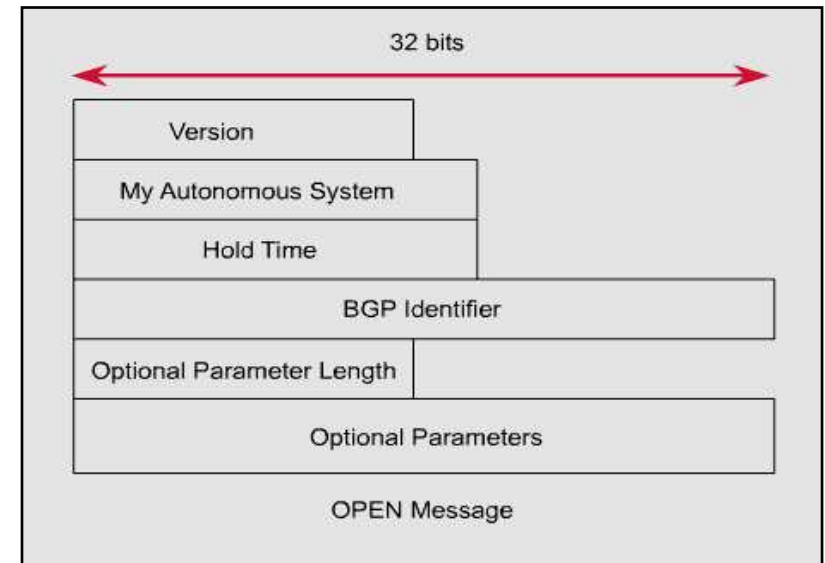 32 bits
Version
My Autonomous System
Hold Time
BGP Identifier
Optional Parameter Length
Optional Parameters
OPEN Message